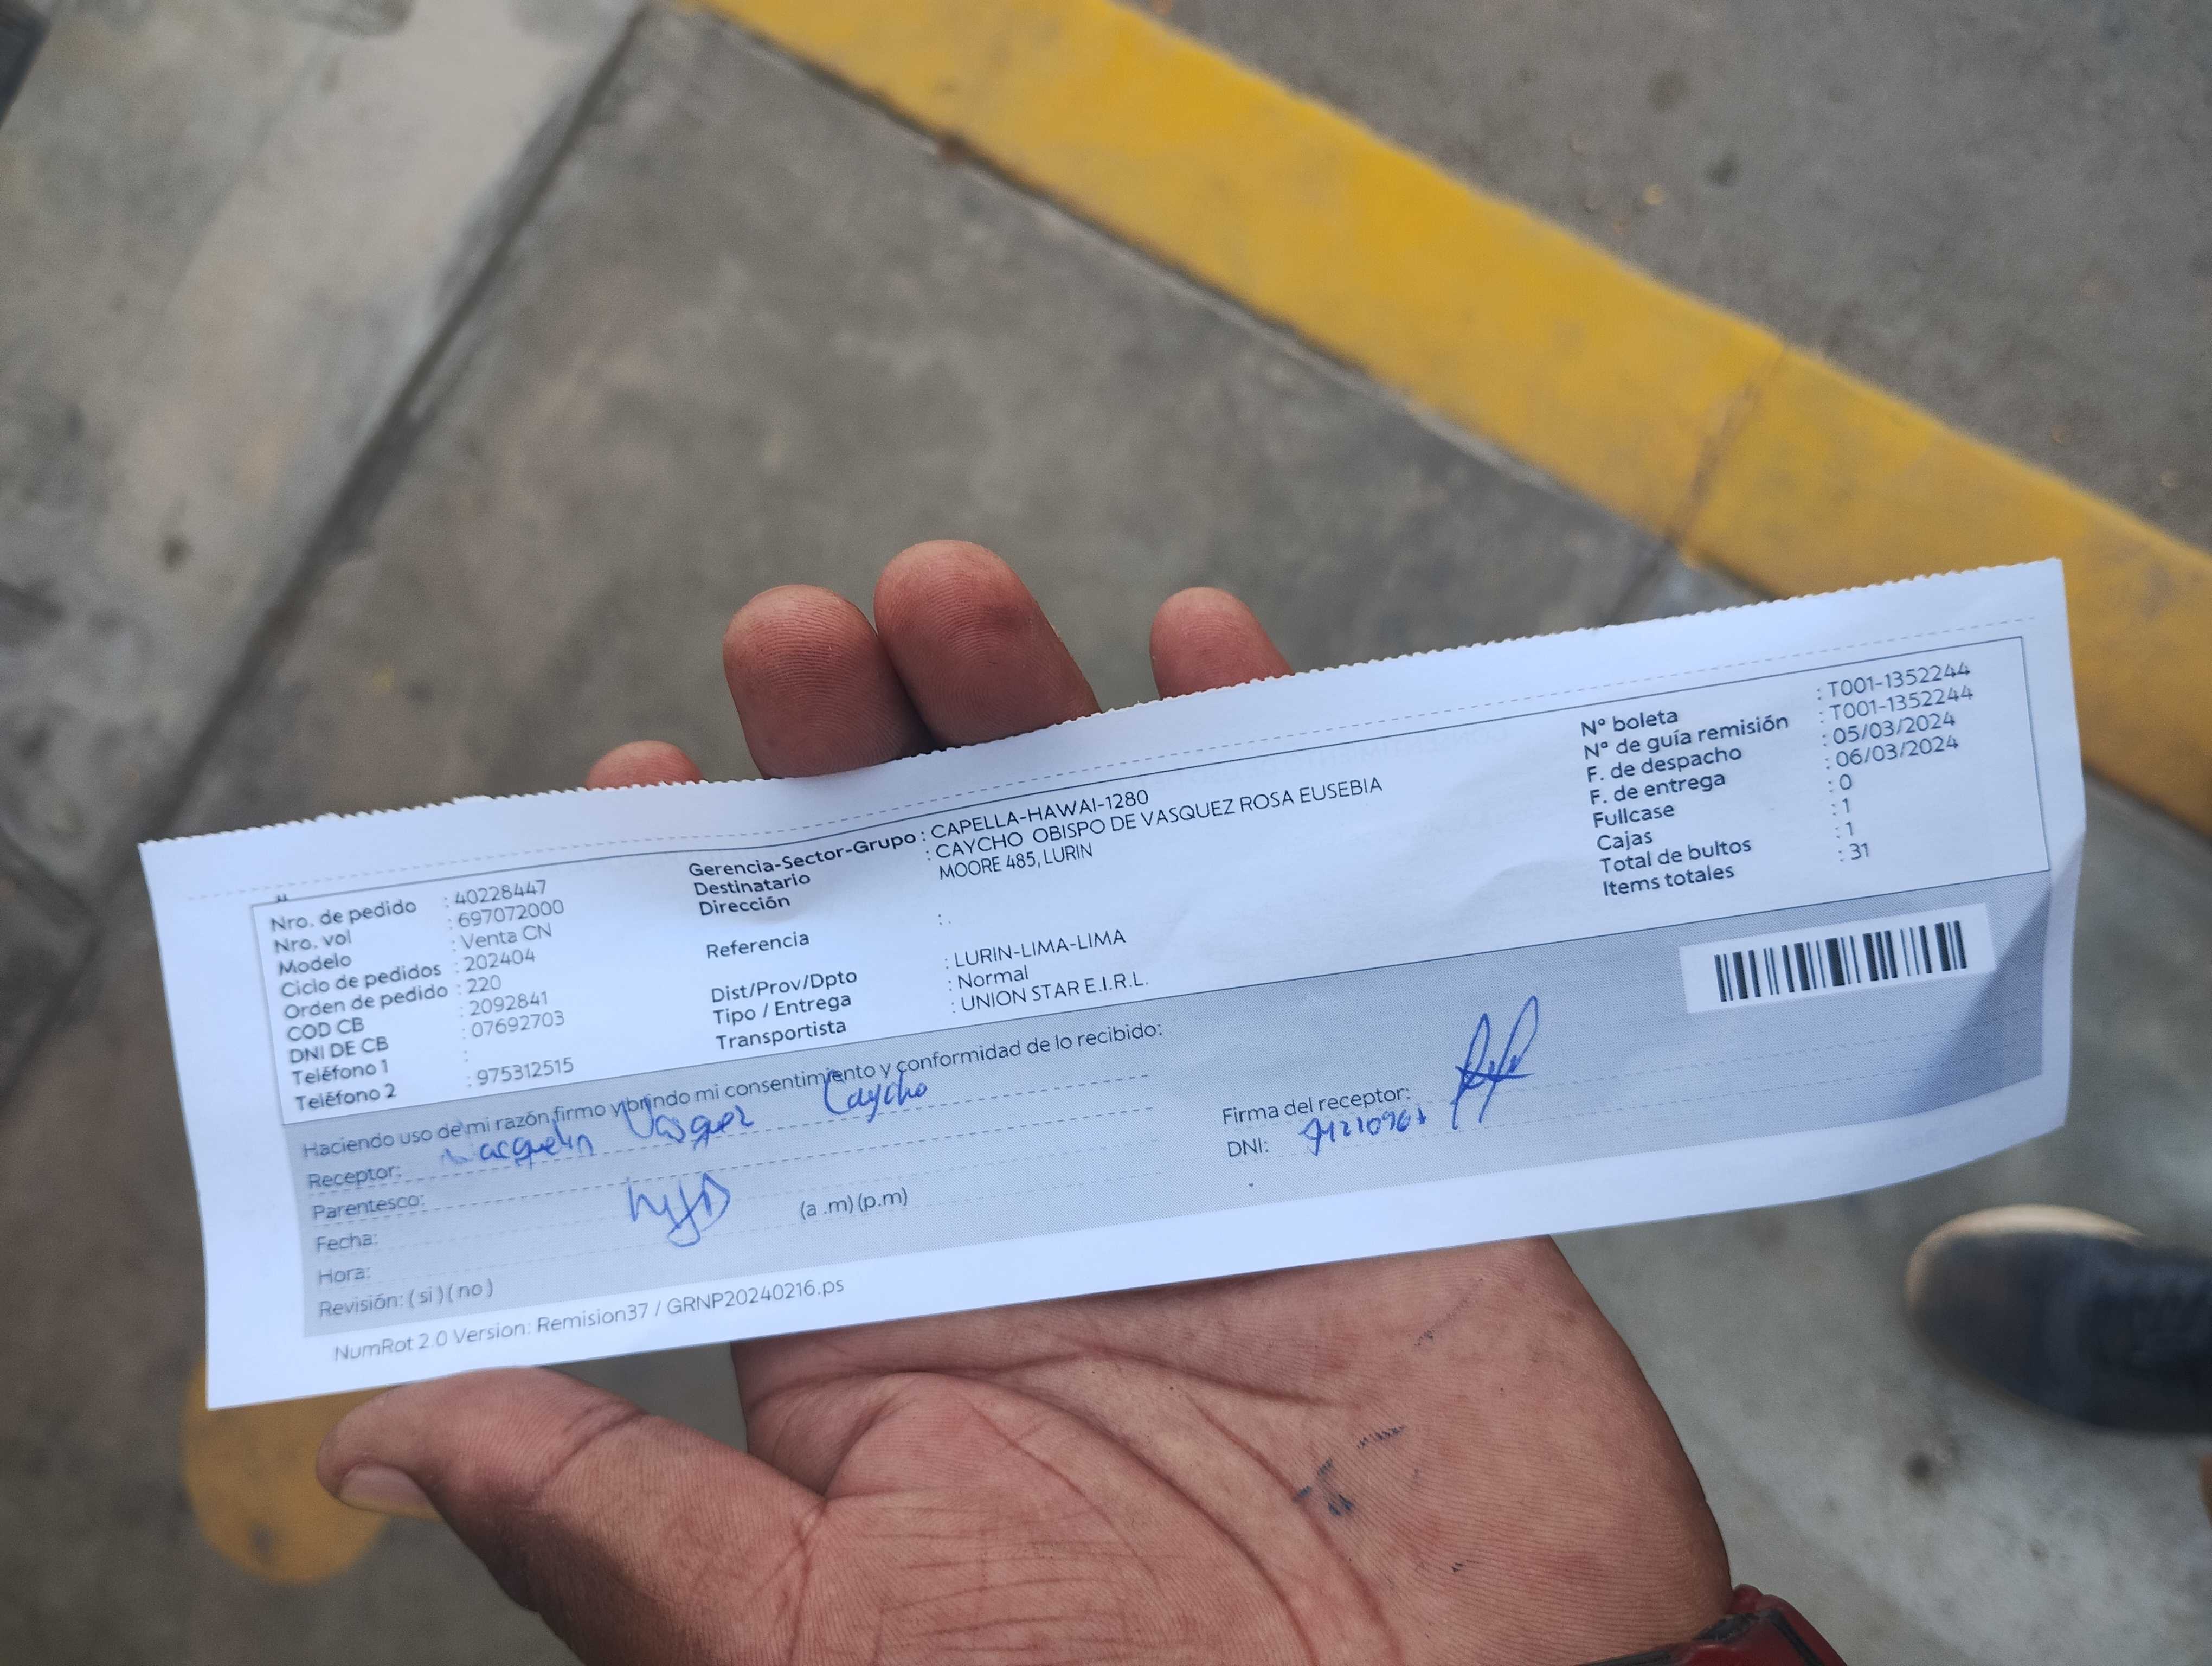 Nro. de pedido : 40228447
Nro. vol : 697072000
Modelo : Venta CN
Ciclo de pedidos : 202404
Orden de pedido : 220
COD CB : 2092841
DNI DE CB : 07692703
Teléfono 1 :
Teléfono 2 : 975312515
Gerencia-Sector-Grupo : CAPELLA-HAWAI-1280
Destinatario : CAYCHO OBISPO DE VASQUEZ ROSA EUSEBIA
Dirección MOORE 485, LURIN
Referencia : .
Dist/Prov/Dpto : LURIN-LIMA-LIMA
Tipo / Entrega : Normal
Transportista : UNION STAR E.I.R.L.
Nº boleta : T001-1352244
Nº de guía remisión : T001-1352244
F. de despacho : 05/03/2024
F. de entrega : 06/03/2024
Fullcase : 0
Cajas : 1
Total de bultos : 1
Items totales : 31
Haciendo uso de mi razón, firmo y brindo mi consentimiento y conformidad de lo recibido:
Receptor: Jacquelin Vasquez Caycho
Parentesco:
Fecha:
Hora: (a .m) (p.m)
Revisión: ( si ) ( no )
Firma del receptor:
DNI:
NumRot 2.0 Version: Remision37 / GRNP20240216.ps